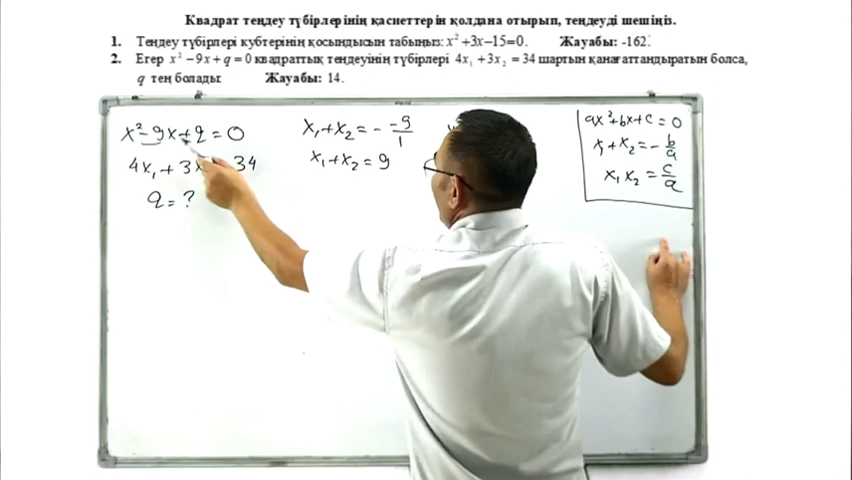 Квадрат теңдеу түбірлерінің қасиеттерін қолдана отырып, теңдеуді шешіңіз.
1. Теңдеу түбірлері кубтерінің қосындысын табыңыз: x²+3x−15=0. Жауабы: -162.
2. Егер x²−9x+q=0 квадраттық теңдеуінің түбірлері 4x₁+3x₂=34 шартын қанағаттандыратын болса,
q тең болады: Жауабы: 14.
x²−9x+q=0
4x₁+3x 34
q=?
x₁+x₂=− −9/1
x₁+x₂=9
ax²+bx+c=0
x₁+x₂=−b/a
x₁x₂=c/a